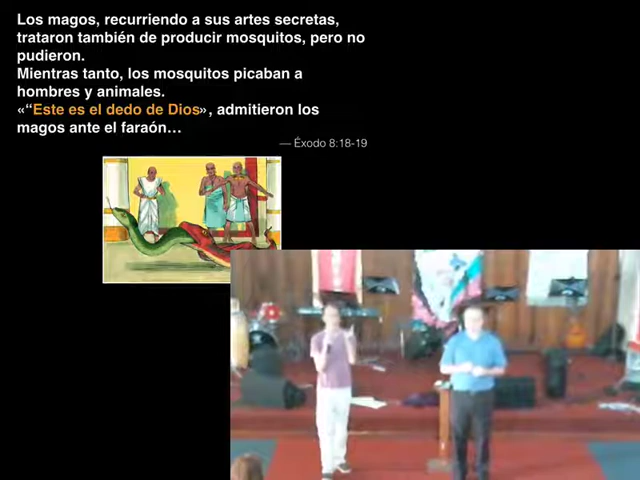 Los magos, recurriendo a sus artes secretas,
trataron también de producir mosquitos, pero no
pudieron.
Mientras tanto, los mosquitos picaban a
hombres y animales.
«“Este es el dedo de Dios», admitieron los
magos ante el faraón…
— Éxodo 8:18-19